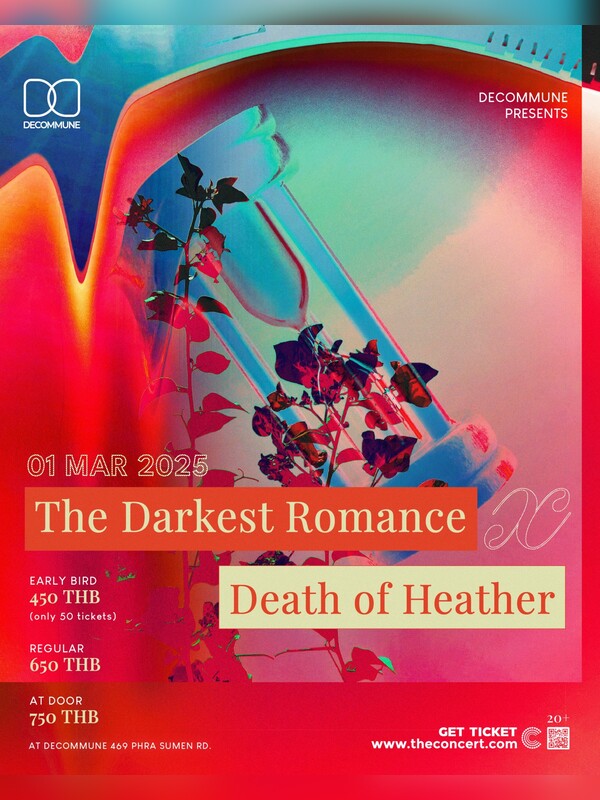 DECOMMUNE
DECOMMUNE
PRESENTS
01 MAR 2025
The Darkest Romance X
Death of Heather
EARLY BIRD
450 THB
(only 50 tickets)
REGULAR
650 THB
AT DOOR
750 THB
AT DECOMMUNE 469 PHRA SUMEN RD.
20+
GET TICKET
www.theconcert.com